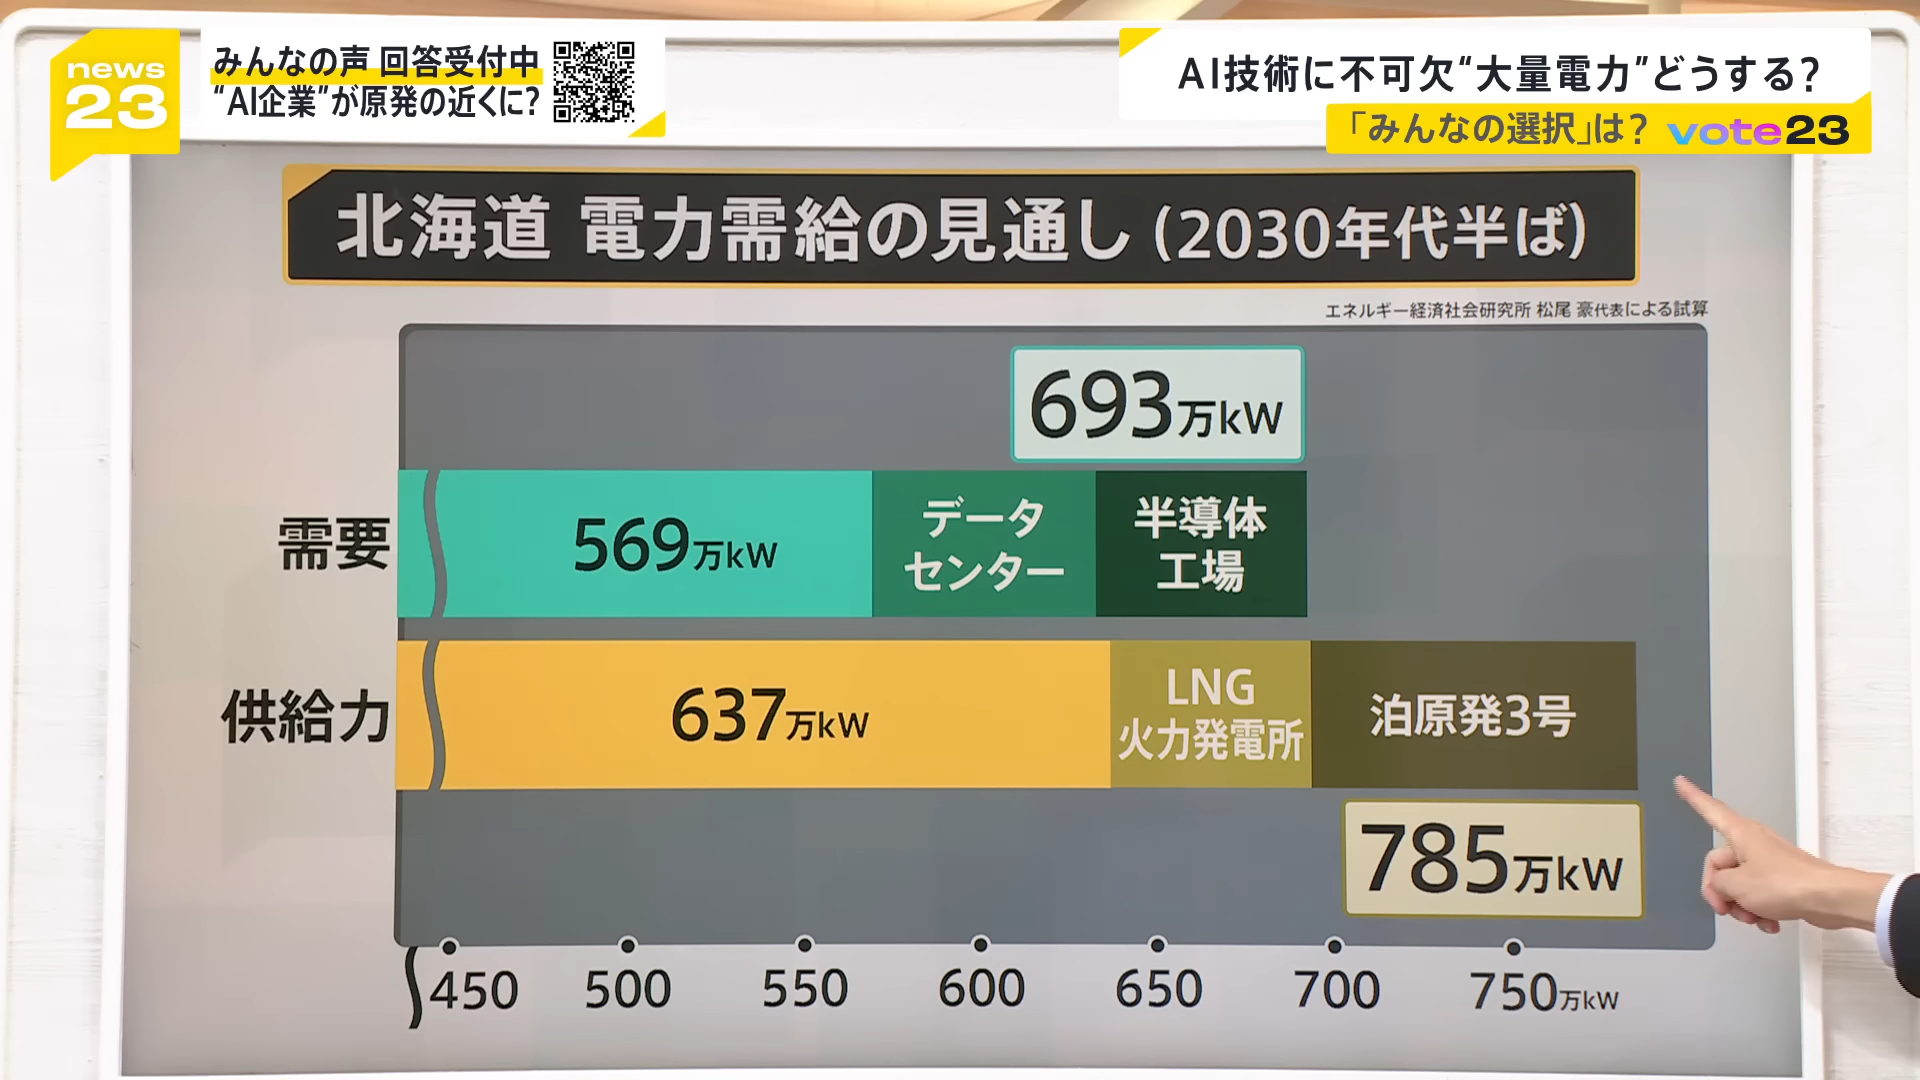 news
23
みんなの声 回答受付中
“AI企業”が原発の近くに?
AI技術に不可欠“大量電力”どうする?
「みんなの選択」は? vote23
北海道 電力需給の見通し (2030年代半ば)
エネルギー経済社会研究所 松尾 豪代表による試算
693万kW
需要
569万kW
データ
センター
半導体
工場
供給力
637万kW
LNG
火力発電所
泊原発3号
785万kW
450 500 550 600 650 700 750万kW